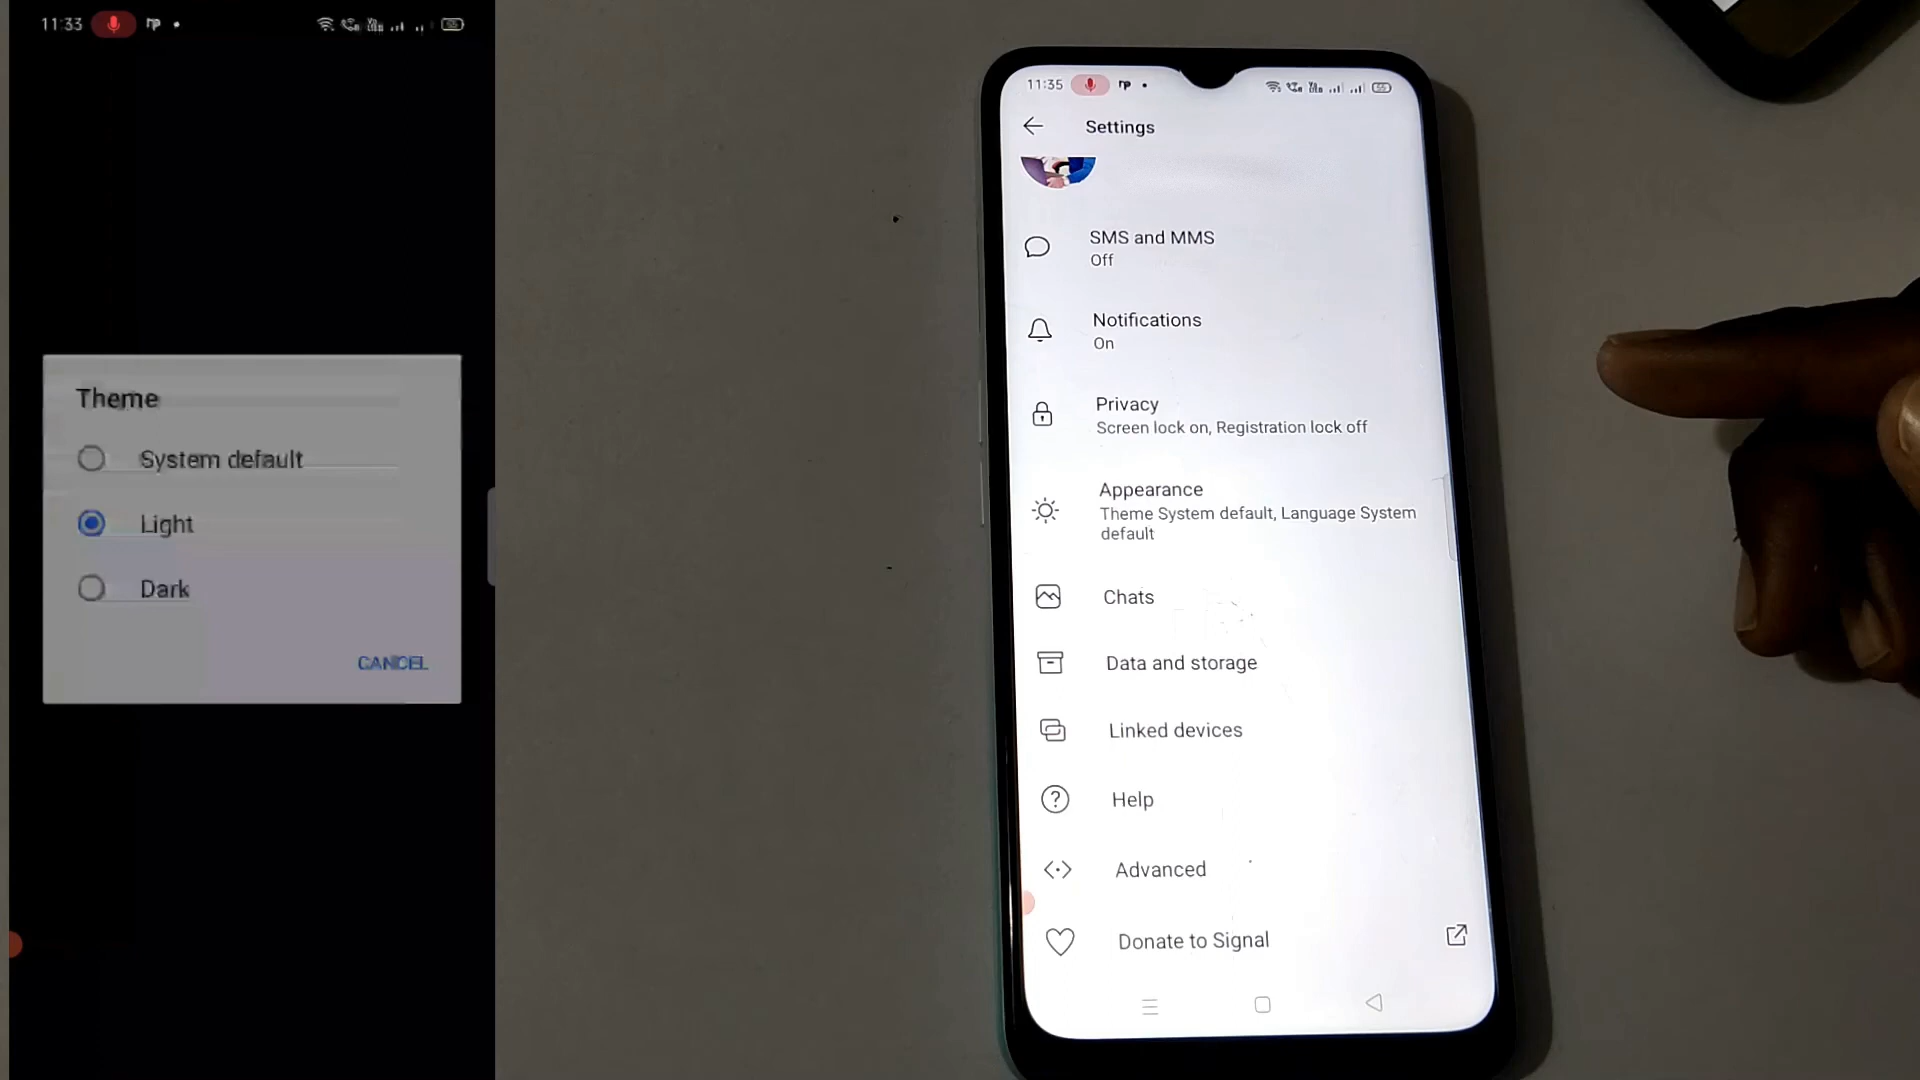 11:33
Theme
System default
Light
Dark
CANCEL
11:35
Settings
SMS and MMS
Off
Notifications
On
Privacy
Screen lock on, Registration lock off
Appearance
Theme System default, Language System
default
Chats
Data and storage
Linked devices
Help
Advanced
Donate to Signal